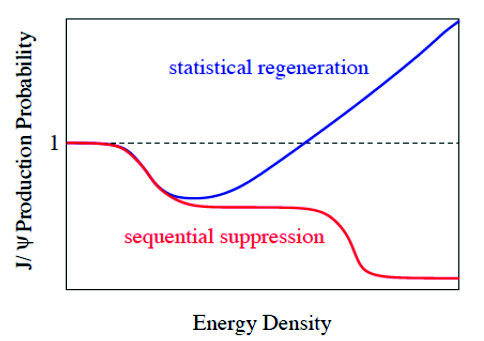 statistical regeneration
1
sequential suppression
J/ψ Production Probability
Energy Density